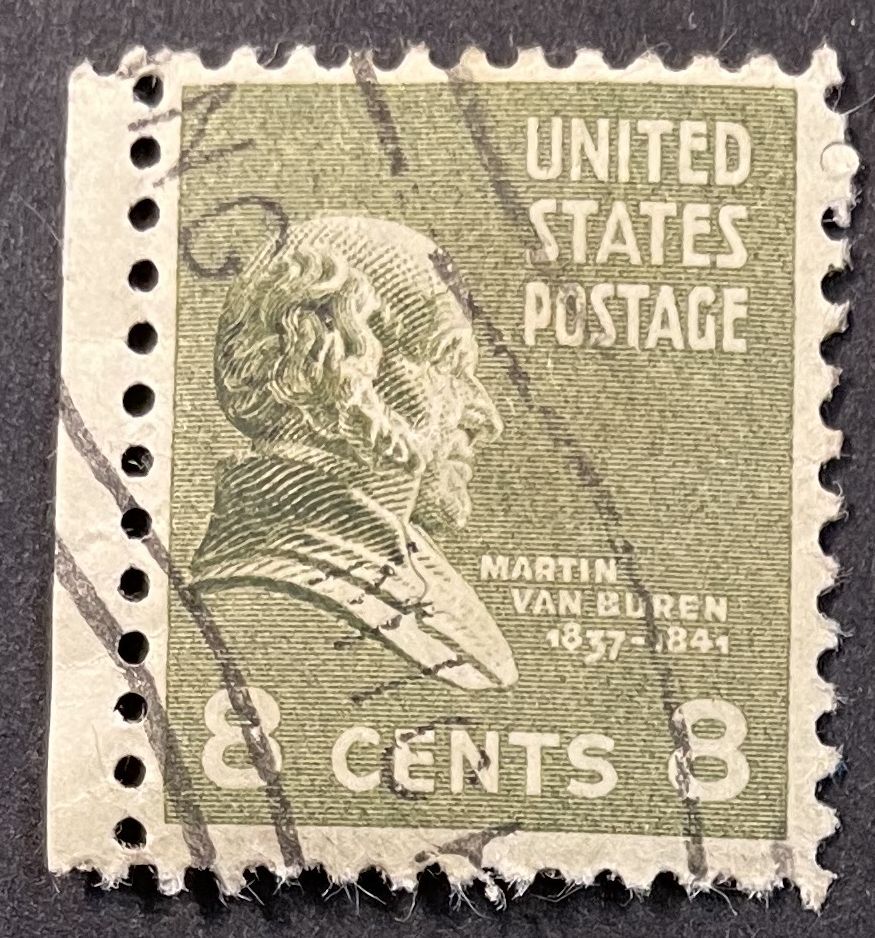 UNITED
STATES
POSTAGE
MARTIN
VAN BUREN
1837-1841
8 CENTS 8